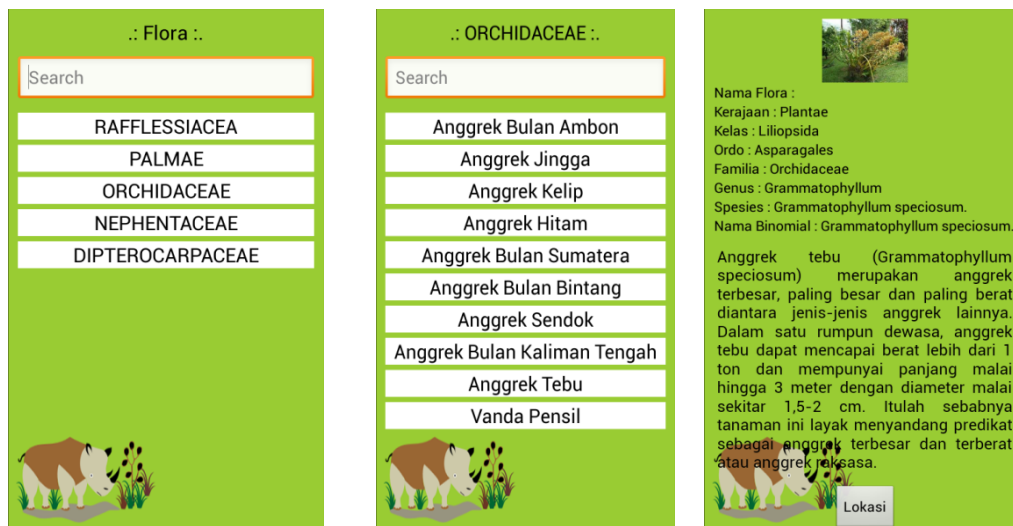 .: Flora :.
Search
RAFFLESSIACEA
PALMAE
ORCHIDACEAE
NEPHENTACEAE
DIPTEROCARPACEAE
.: ORCHIDACEAE :.
Search
Anggrek Bulan Ambon
Anggrek Jingga
Anggrek Kelip
Anggrek Hitam
Anggrek Bulan Sumatera
Anggrek Bulan Bintang
Anggrek Sendok
Anggrek Bulan Kaliman Tengah
Anggrek Tebu
Vanda Pensil
Nama Flora :
Kerajaan : Plantae
Kelas : Liliopsida
Ordo : Asparagales
Familia : Orchidaceae
Genus : Grammatophyllum
Spesies : Grammatophyllum speciosum.
Nama Binomial : Grammatophyllum speciosum.
Anggrek tebu (Grammatophyllum
speciosum) merupakan anggrek
terbesar, paling besar dan paling berat
diantara jenis-jenis anggrek lainnya.
Dalam satu rumpun dewasa, anggrek
tebu dapat mencapai berat lebih dari 1
ton dan mempunyai panjang malai
hingga 3 meter dengan diameter malai
sekitar 1,5-2 cm. Itulah sebabnya
tanaman ini layak menyandang predikat
sebagai anggrek terbesar dan terberat
atau anggrek raksasa.
Lokasi